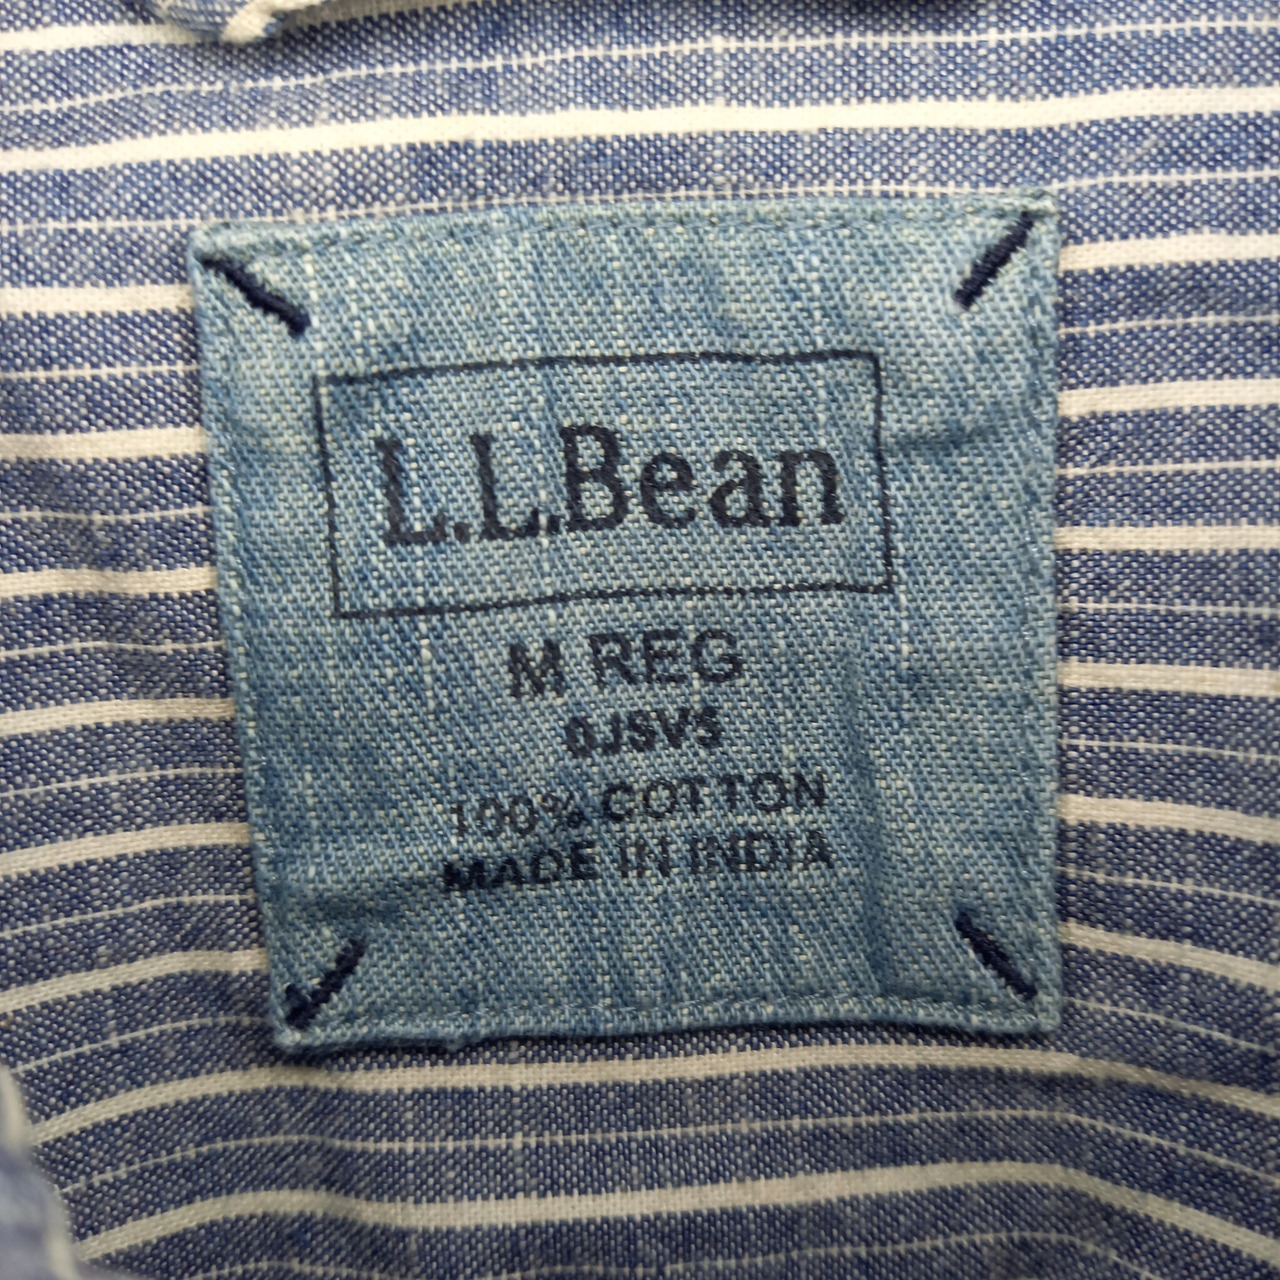 L.L.Bean
M REG
0JSV5
100% COTTON
MADE IN INDIA